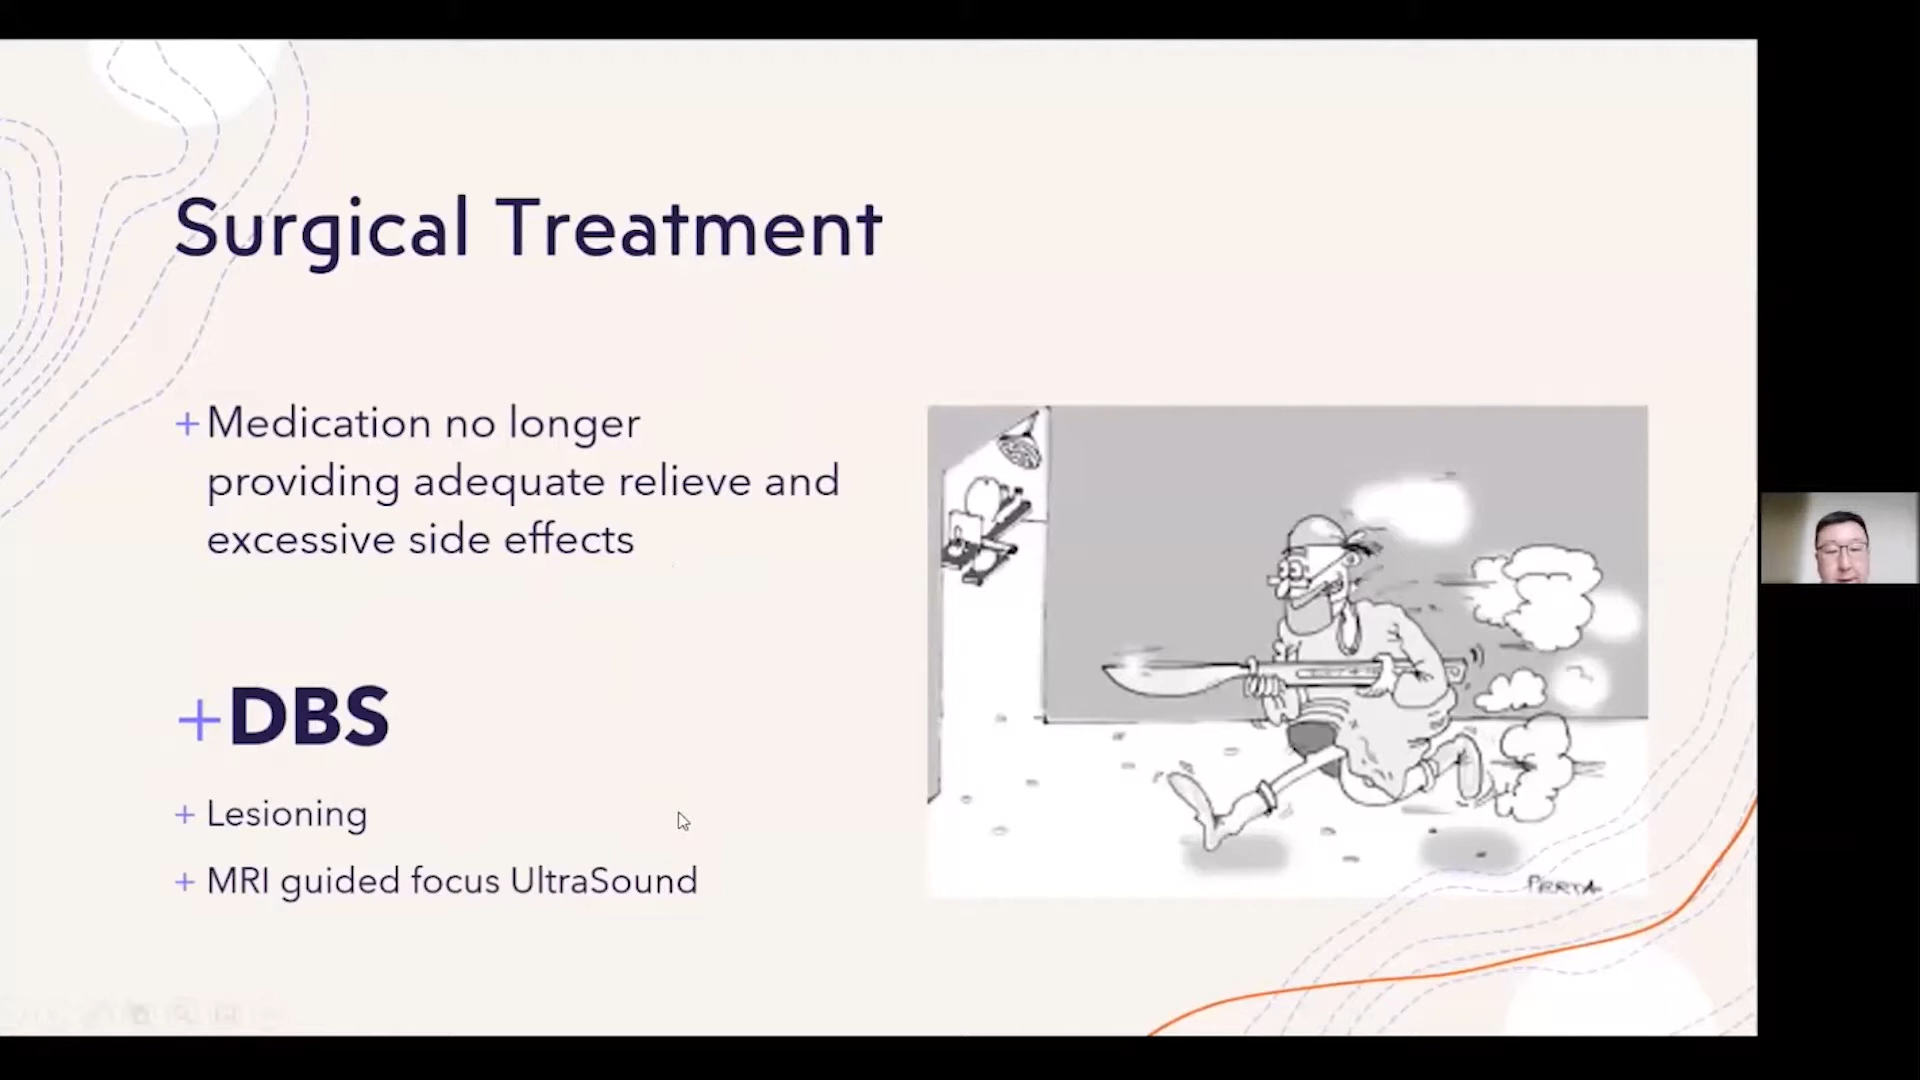 Surgical Treatment
+ Medication no longer
providing adequate relieve and
excessive side effects
+ DBS
+ Lesioning
+ MRI guided focus UltraSound